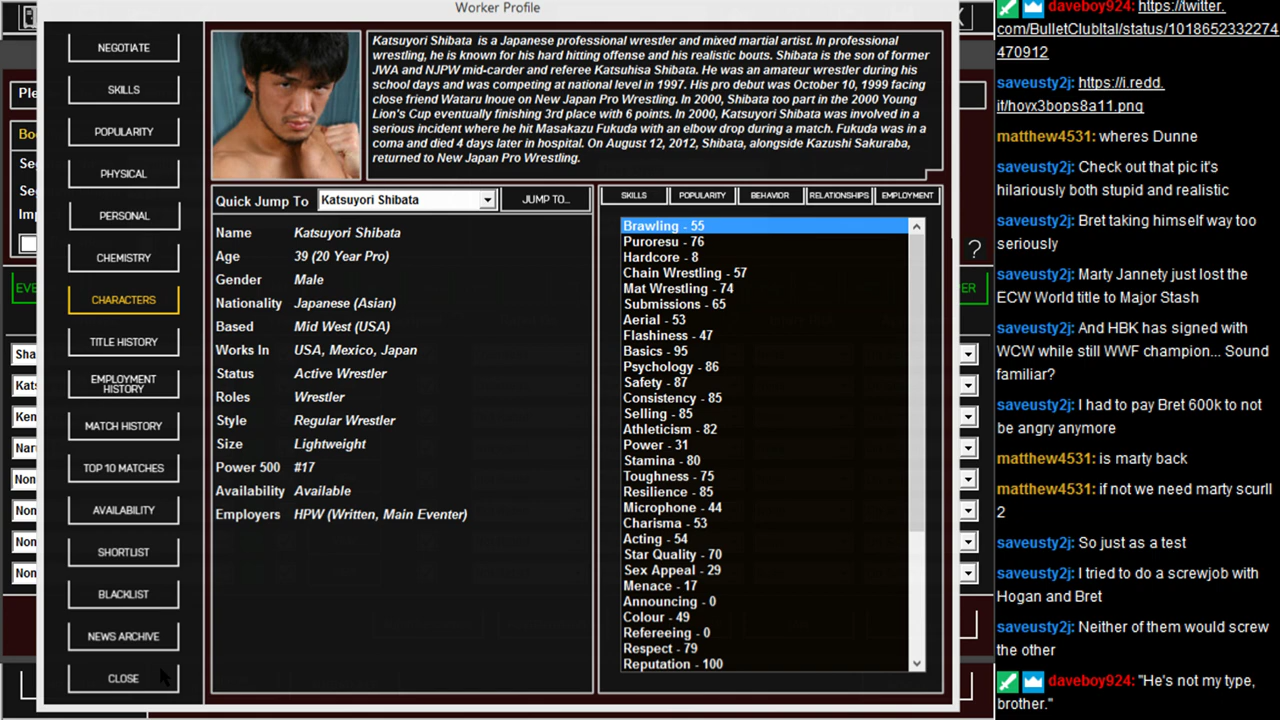 Worker Profile
NEGOTIATE
SKILLS
POPULARITY
PHYSICAL
PERSONAL
CHEMISTRY
CHARACTERS
TITLE HISTORY
EMPLOYMENT
HISTORY
MATCH HISTORY
TOP 10 MATCHES
AVAILABILITY
SHORTLIST
BLACKLIST
NEWS ARCHIVE
CLOSE
Katsuyori Shibata is a Japanese professional wrestler and mixed martial artist. In professional
wrestling, he is known for his hard hitting offense and his realistic bouts. Shibata is the son of former
JWA and NJPW mid-carder and referee Katsuhisa Shibata. He was an amateur wrestler during his
school days and was competing at national level in 1997. His pro debut was October 10, 1999 facing
close friend Wataru Inoue on New Japan Pro Wrestling. In 2000, Shibata too part in the 2000 Young
Lion's Cup eventually finishing 3rd place with 6 points. In 2000, Katsuyori Shibata was involved in a
serious incident where he hit Masakazu Fukuda with an elbow drop during a match. Fukuda was in a
coma and died 4 days later in hospital. On August 12, 2012, Shibata, alongside Kazushi Sakuraba,
returned to New Japan Pro Wrestling.
Quick Jump To Katsuyori Shibata JUMP TO...
Name Katsuyori Shibata
Age 39 (20 Year Pro)
Gender Male
Nationality Japanese (Asian)
Based Mid West (USA)
Works In USA, Mexico, Japan
Status Active Wrestler
Roles Wrestler
Style Regular Wrestler
Size Lightweight
Power 500 #17
Availability Available
Employers HPW (Written, Main Eventer)
SKILLS POPULARITY BEHAVIOR RELATIONSHIPS EMPLOYMENT
Brawling - 55
Puroresu - 76
Hardcore - 8
Chain Wrestling - 57
Mat Wrestling - 74
Submissions - 65
Aerial - 53
Flashiness - 47
Basics - 95
Psychology - 86
Safety - 87
Consistency - 85
Selling - 85
Athleticism - 82
Power - 31
Stamina - 80
Toughness - 75
Resilience - 85
Microphone - 44
Charisma - 53
Acting - 54
Star Quality - 70
Sex Appeal - 29
Menace - 17
Announcing - 0
Colour - 49
Refereeing - 0
Respect - 79
Reputation - 100
?
daveboy924: https://twitter.
com/BulletClubItal/status/1018652332274
470912
saveusty2j: https://i.redd.
it/hoyx3bops8a11.png
matthew4531: wheres Dunne
saveusty2j: Check out that pic it's
hilariously both stupid and realistic
saveusty2j: Bret taking himself way too
seriously
saveusty2j: Marty Jannety just lost the
ECW World title to Major Stash
saveusty2j: And HBK has signed with
WCW while still WWF champion... Sound
familiar?
saveusty2j: I had to pay Bret 600k to not
be angry anymore
matthew4531: is marty back
matthew4531: if not we need marty scurll
2
saveusty2j: So just as a test
saveusty2j: I tried to do a screwjob with
Hogan and Bret
saveusty2j: Neither of them would screw
the other
daveboy924: "He's not my type,
brother."